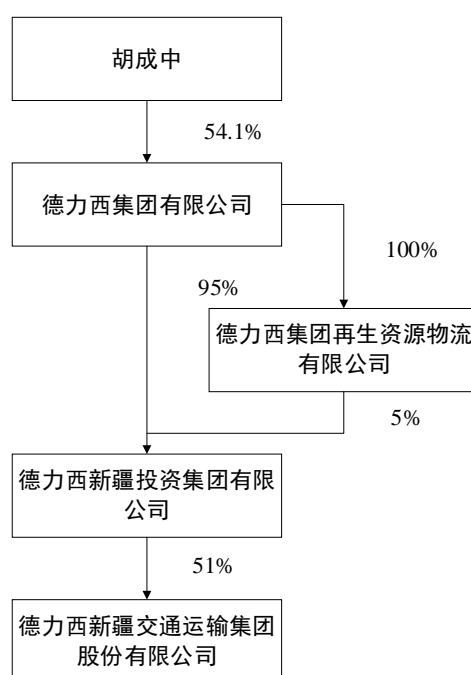 胡成中
54.1%
德力西集团有限公司
100%
95%
德力西集团再生资源物流
有限公司
5%
德力西新疆投资集团有限
公司
51%
德力西新疆交通运输集团
股份有限公司